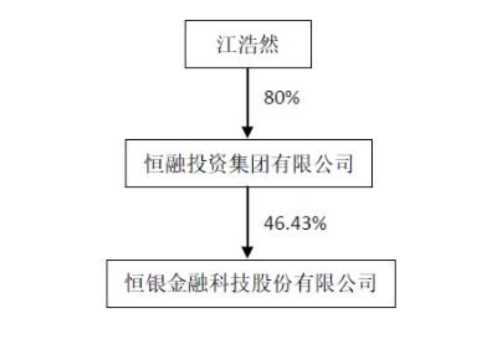 江浩然
80%
恒融投资集团有限公司
46.43%
恒银金融科技股份有限公司